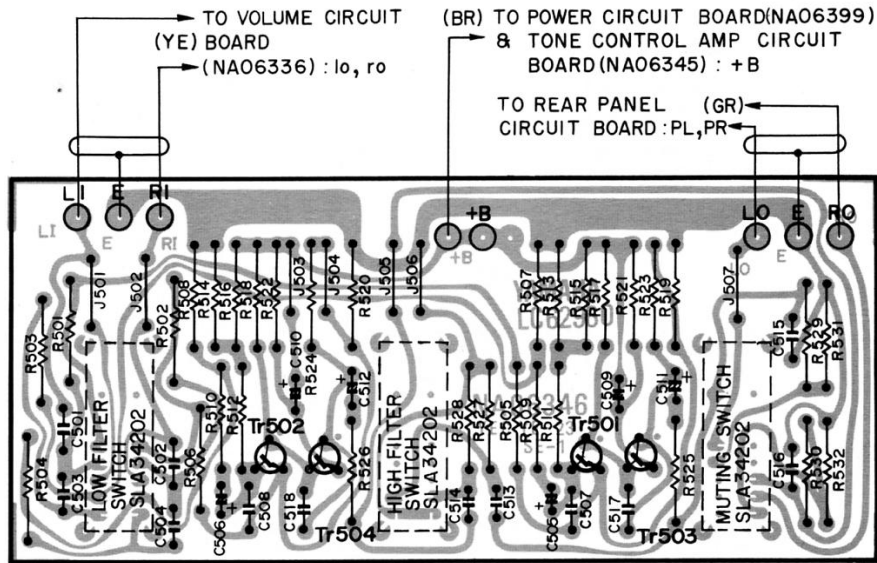 TO VOLUME CIRCUIT
(YE) BOARD
(NA06336) : lo, ro
(BR) TO POWER CIRCUIT BOARD(NA06399)
& TONE CONTROL AMP CIRCUIT
BOARD(NA06345) : +B
TO REAR PANEL (GR)
CIRCUIT BOARD : PL,PR
LI E RI
+B
LO E RO
LI E RI
+B
O E
J501
J502
R508
R514
R516
R518
R522
J503
J504
R520
J505
J506
R507
R513
R515
R517
R521
R523
R519
J507
R503
R501
R502
C510
R524
C512
C509
C511
C515
R529
R531
LC62960
R510
R512
R528
R505
R509
NA06346
SE-1
Tr502
Tr501
C501
C503
R504
LOW FILTER
SWITCH
SLA34202
C502
C504
R506
C506
C508
C518
R526
HIGH FILTER
SWITCH
SLA34202
C514
C513
C505
C507
C517
R525
MUTING SWITCH
SLA34202
C516
R530
R532
Tr504
Tr503